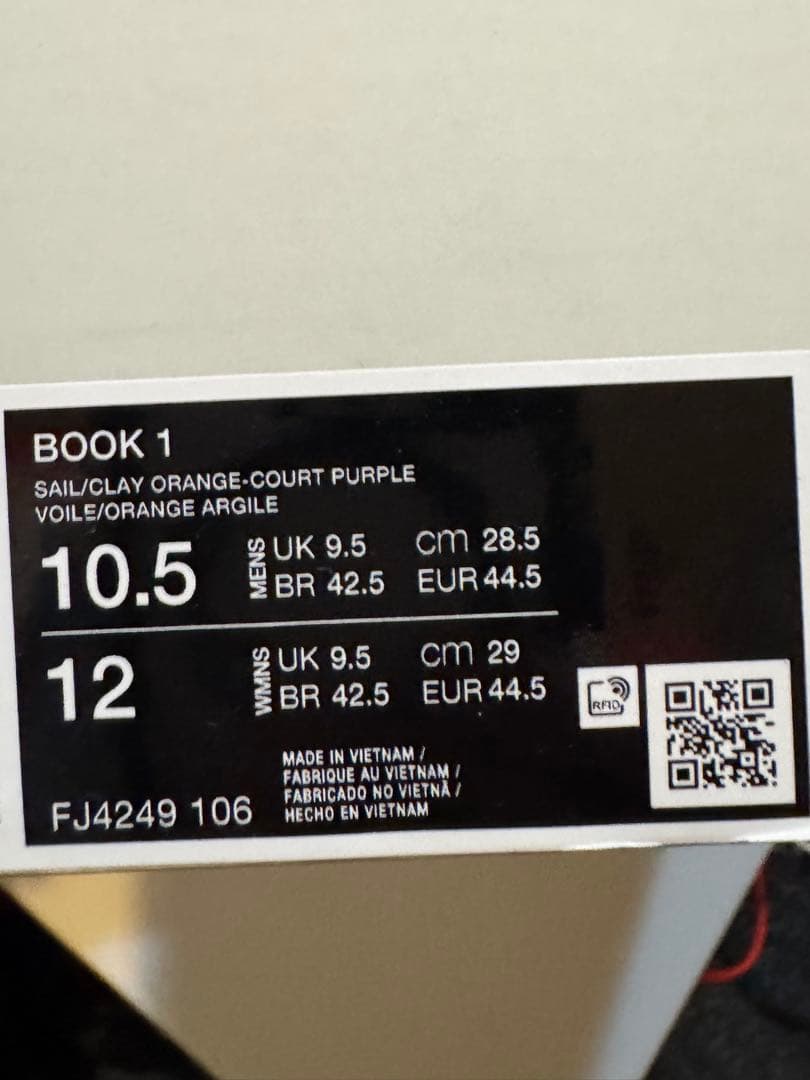 BOOK 1
SAIL/CLAY ORANGE-COURT PURPLE
VOILE/ORANGE ARGILE
10.5 MENS UK 9.5 cm 28.5
BR 42.5 EUR 44.5
12 WMNS UK 9.5 cm 29
BR 42.5 EUR 44.5
RFID
MADE IN VIETNAM /
FABRIQUE AU VIETNAM /
FABRICADO NO VIETNÃ /
HECHO EN VIETNAM
FJ4249 106